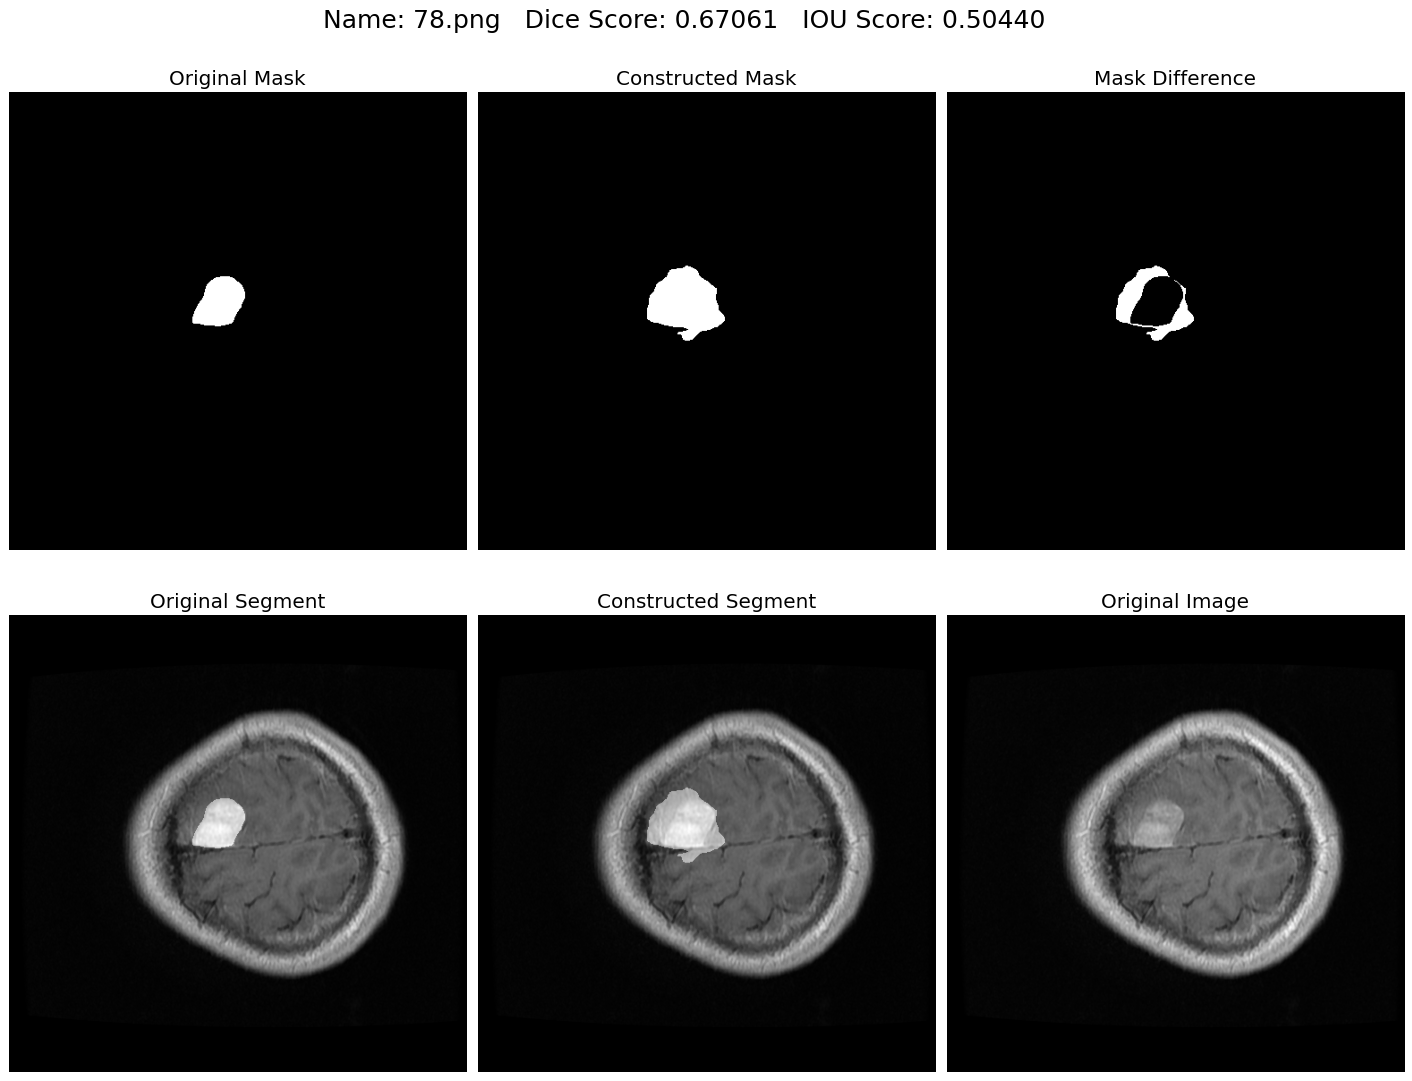 Name: 78.png   Dice Score: 0.67061   IOU Score: 0.50440
Original Mask
Constructed Mask
Mask Difference
Original Segment
Constructed Segment
Original Image